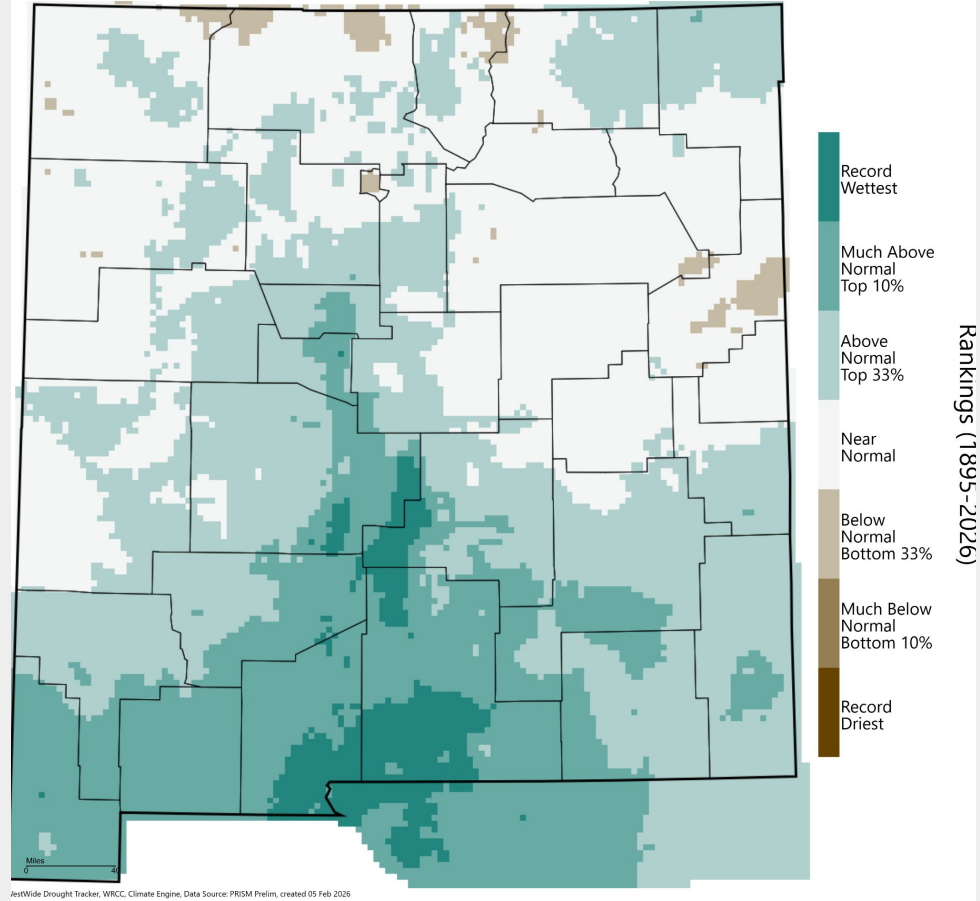 Record
Wettest
Much Above
Normal
Top 10%
Above
Normal
Top 33%
Near
Normal
Below
Normal
Bottom 33%
Much Below
Normal
Bottom 10%
Record
Driest
Rankings (1895-2026)
Miles
0
WestWide Drought Tracker, WRCC, Climate Engine, Data Source: PRISM Prelim, created 05 Feb 2026